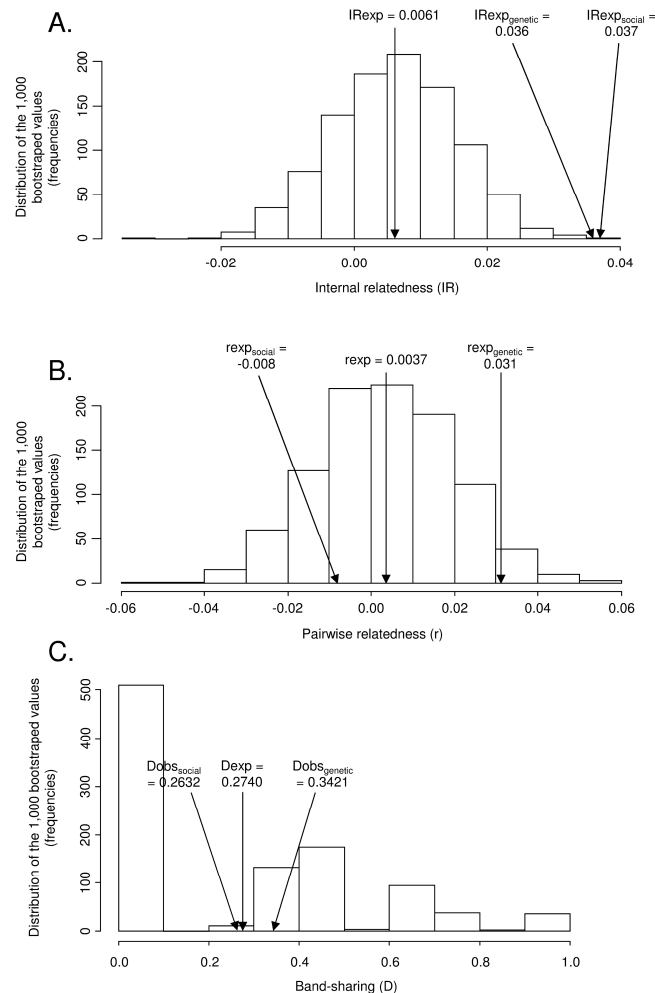 A.
IRexp = 0.0061
IRexpgenetic =
0.036
IRexpsocial =
0.037
Distribution of the 1,000
bootstraped values
(frequencies)
200
150
100
50
0
-0.02
0.00
0.02
0.04
Internal relatedness (IR)
B.
rexpsocial =
-0.008
rexp = 0.0037
rexpgenetic =
0.031
Distribution of the 1,000
bootstraped values
(frequencies)
200
150
100
50
0
-0.06
-0.04
-0.02
0.00
0.02
0.04
0.06
Pairwise relatedness (r)
C.
Dobssocial
= 0.2632
Dexp =
0.2740
Dobsgenetic
= 0.3421
Distribution of the 1,000 bootstraped values
(frequencies)
500
400
300
200
100
0
0.0
0.2
0.4
0.6
0.8
1.0
Band-sharing (D)